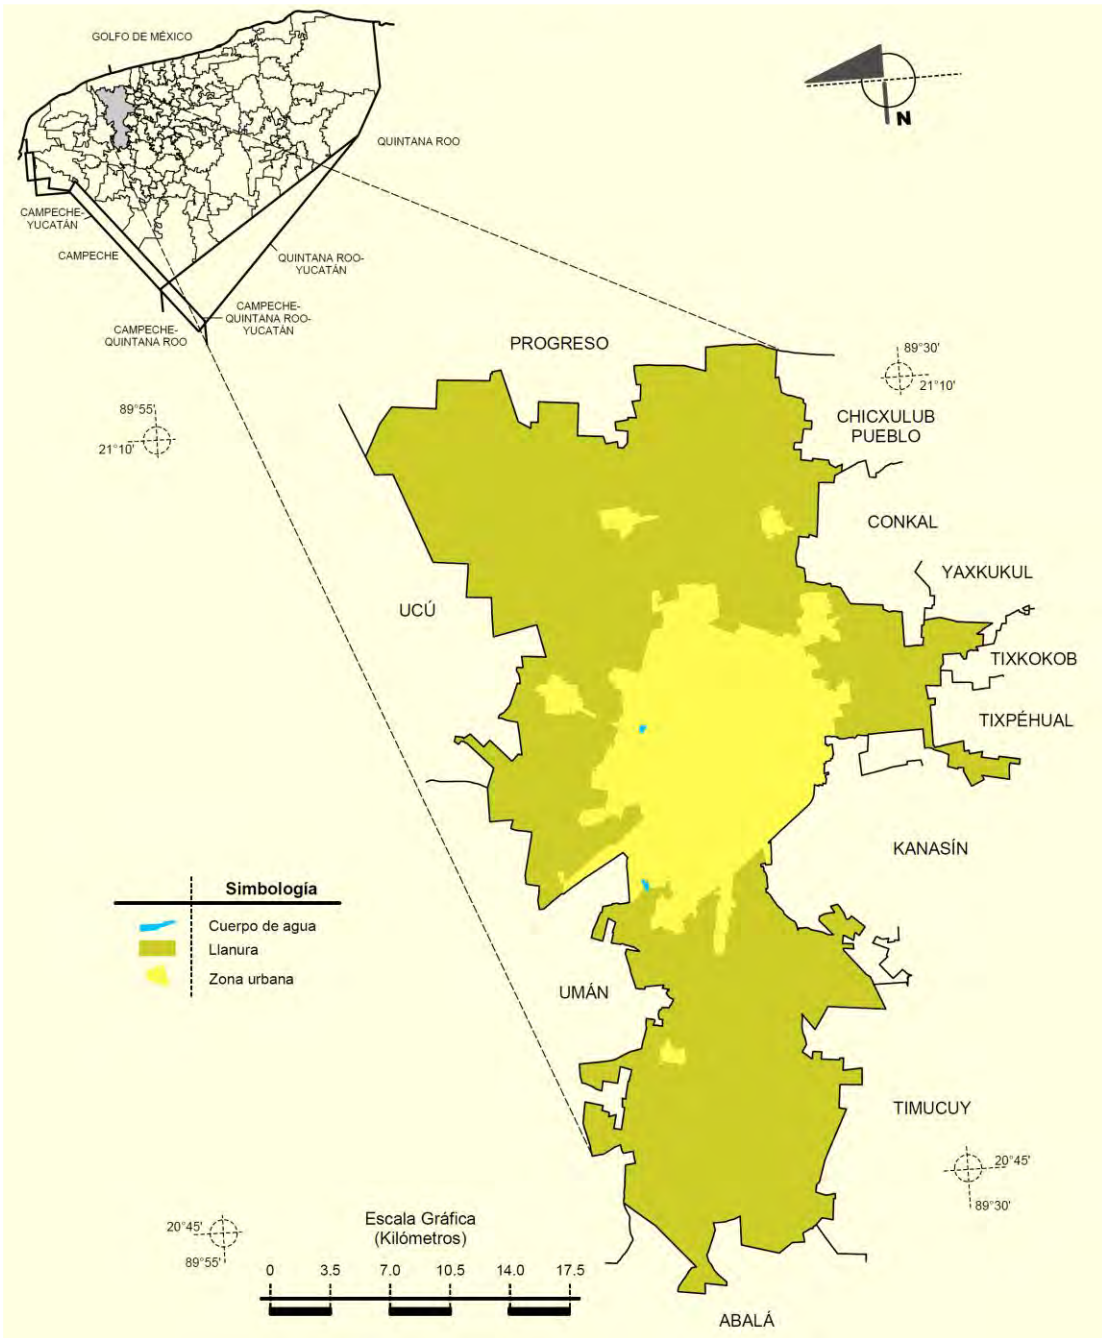 GOLFO DE MÉXICO
N
QUINTANA ROO
CAMPECHE-
YUCATÁN
CAMPECHE
QUINTANA ROO-
YUCATÁN
CAMPECHE-
QUINTANA ROO-
YUCATÁN
CAMPECHE-
QUINTANA ROO
PROGRESO
89°30'
21°10'
89°55'
21°10'
CHICXULUB
PUEBLO
CONKAL
YAXKUKUL
UCÚ
TIXKOKOB
TIXPÉHUAL
KANASÍN
Simbología
Cuerpo de agua
Llanura
Zona urbana
UMÁN
TIMUCUY
20°45'
89°30'
20°45'
89°55'
Escala Gráfica
(Kilómetros)
0 3.5 7.0 10.5 14.0 17.5
ABALÁ